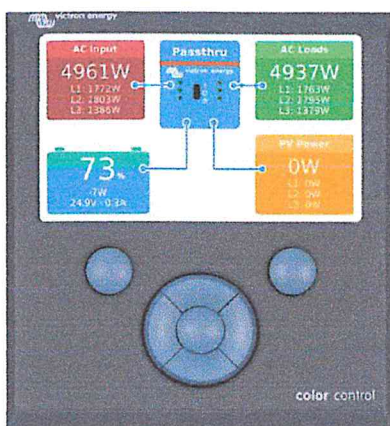 victron energy
AC Input
4961W
L1: 1772W
L2: 1803W
L3: 1386W
Passthru
victron energy
AC Loads
4937W
L1: 1763W
L2: 1795W
L3: 1379W
73%
-7W
24.9V -0.3A
PV Power
0W
L1: 0W
L2: 0W
L3: 0W
color control